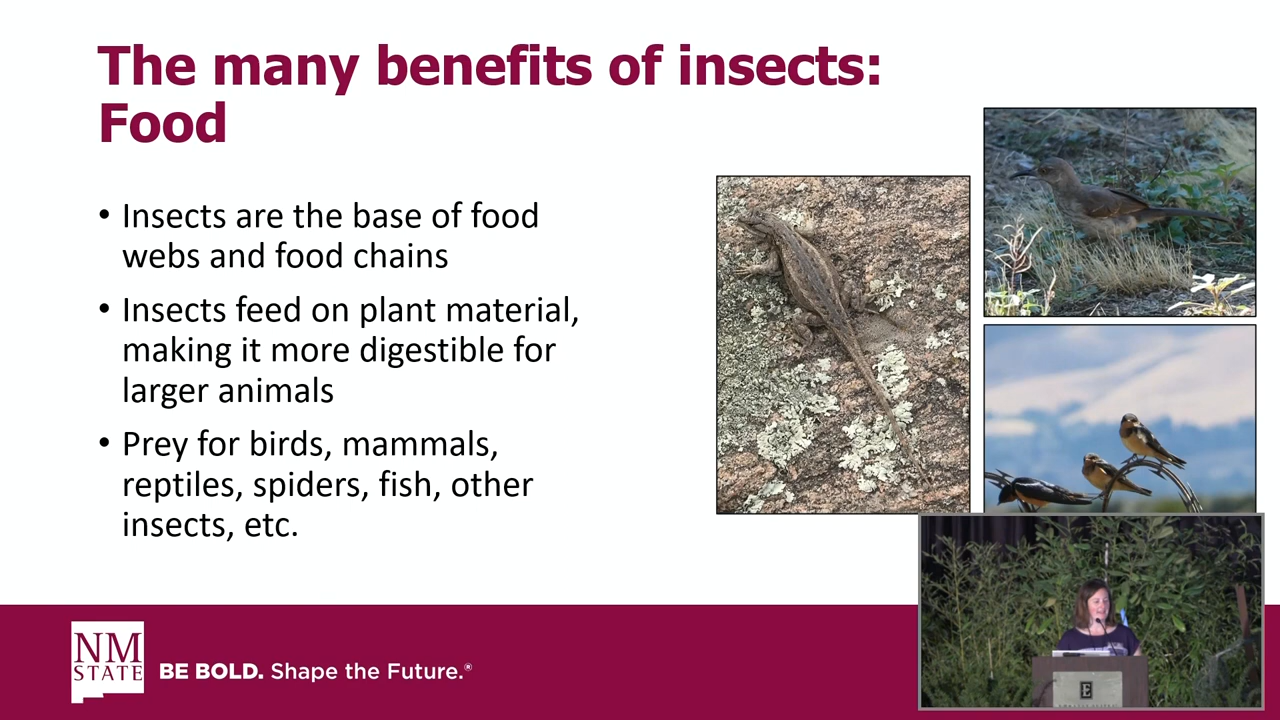 The many benefits of insects:
Food
• Insects are the base of food
webs and food chains
• Insects feed on plant material,
making it more digestible for
larger animals
• Prey for birds, mammals,
reptiles, spiders, fish, other
insects, etc.
NM
STATE
BE BOLD. Shape the Future.®
E